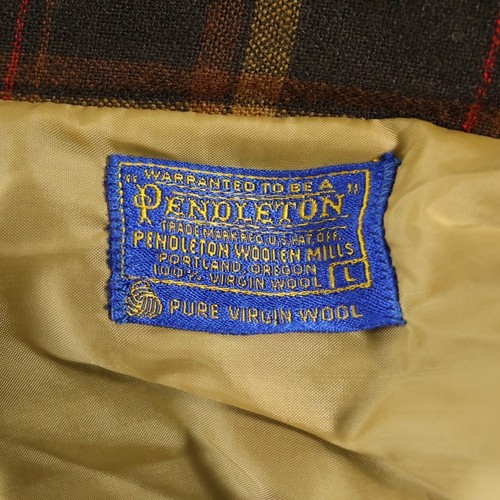 WARRANTED TO BE A
"PENDLETON"
TRADE MARK REG. U.S. PAT. OFF.
PENDLETON WOOLEN MILLS
PORTLAND, OREGON
100% VIRGIN WOOL L
PURE VIRGIN WOOL